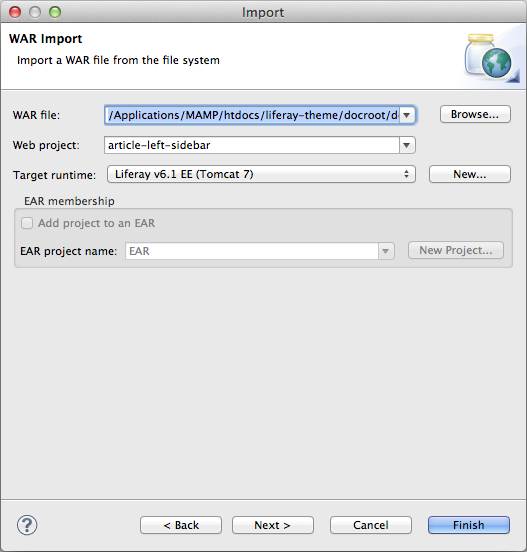 Import
WAR Import
Import a WAR file from the file system
WAR file: /Applications/MAMP/htdocs/liferay-theme/docroot/d Browse...
Web project: article-left-sidebar
Target runtime: Liferay v6.1 EE (Tomcat 7) New...
EAR membership
Add project to an EAR
EAR project name: EAR New Project...
? < Back Next > Cancel Finish